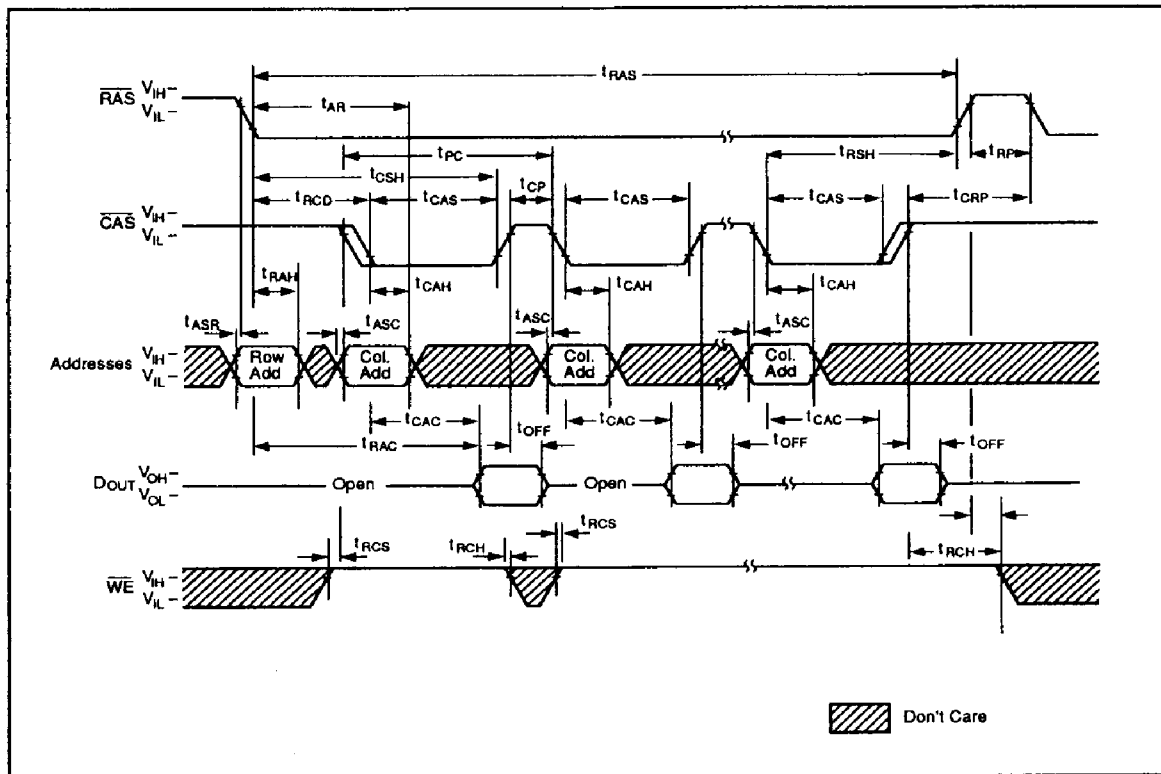 tRAS
RAS VIH
VIL
tAR
tPC
tRSH
tRP
tCSH
tCP
tRCD
tCAS
tCAS
tCAS
tCRP
CAS VIH
VIL
tRAH
tCAH
tCAH
tCAH
tASR
tASC
tASC
tASC
Addresses VIH
VIL
Row Add
Col. Add
Col. Add
Col. Add
tCAC
tCAC
tCAC
tRAC
tOFF
tOFF
tOFF
DOUT VOH
VOL
Open
Open
tRCS
tRCH
tRCS
tRCH
WE VIH
VIL
Don't Care